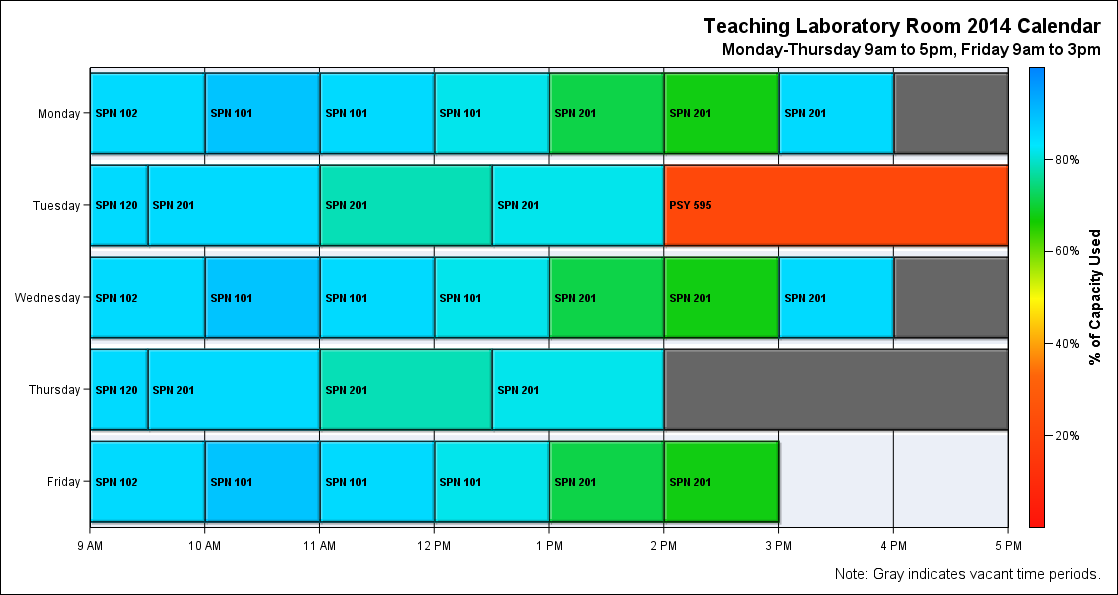 Teaching Laboratory Room 2014 Calendar
Monday-Thursday 9am to 5pm, Friday 9am to 3pm
Monday
SPN 102 SPN 101 SPN 101 SPN 101 SPN 201 SPN 201 SPN 201
Tuesday
SPN 120 SPN 201 SPN 201 SPN 201 PSY 595
Wednesday
SPN 102 SPN 101 SPN 101 SPN 101 SPN 201 SPN 201 SPN 201
Thursday
SPN 120 SPN 201 SPN 201 SPN 201
Friday
SPN 102 SPN 101 SPN 101 SPN 101 SPN 201 SPN 201
9 AM 10 AM 11 AM 12 PM 1 PM 2 PM 3 PM 4 PM 5 PM
80%
60%
40%
20%
% of Capacity Used
Note: Gray indicates vacant time periods.